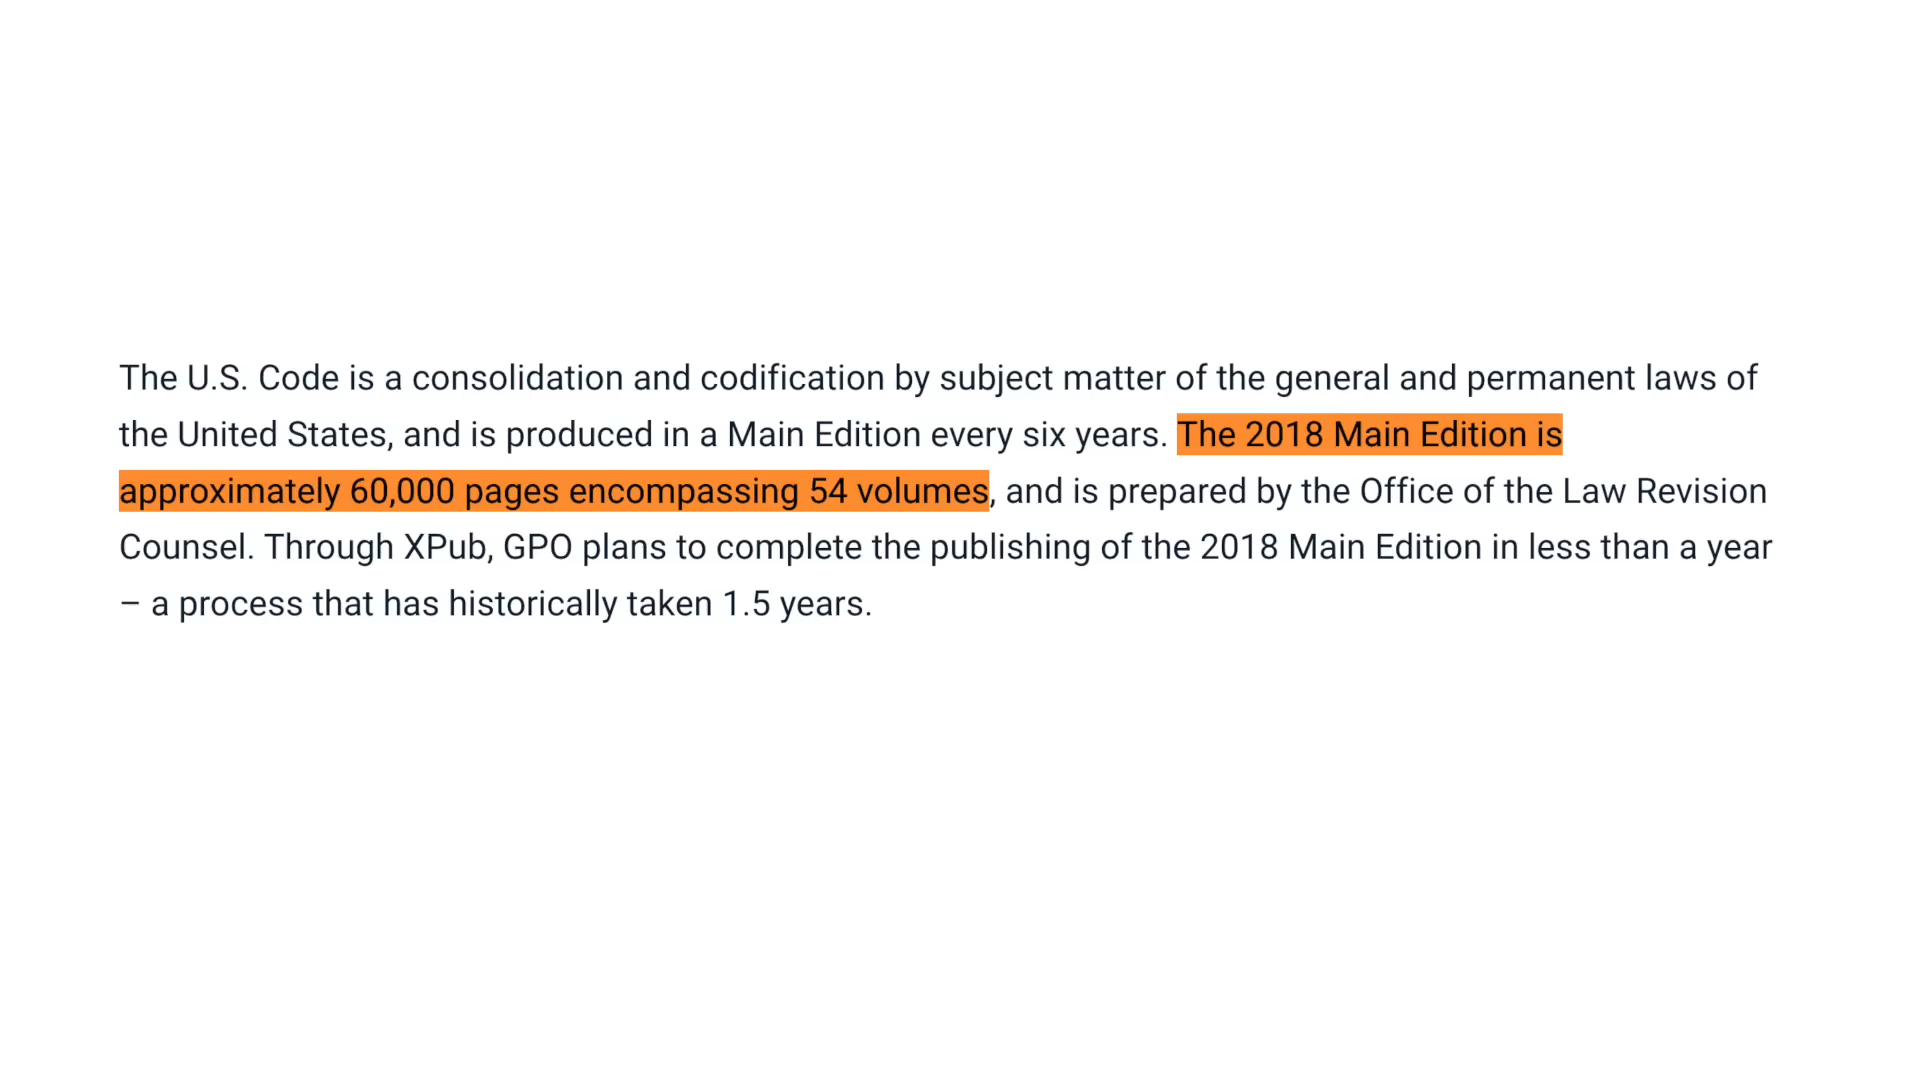 The U.S. Code is a consolidation and codification by subject matter of the general and permanent laws of
the United States, and is produced in a Main Edition every six years. The 2018 Main Edition is
approximately 60,000 pages encompassing 54 volumes, and is prepared by the Office of the Law Revision
Counsel. Through XPub, GPO plans to complete the publishing of the 2018 Main Edition in less than a year
– a process that has historically taken 1.5 years.